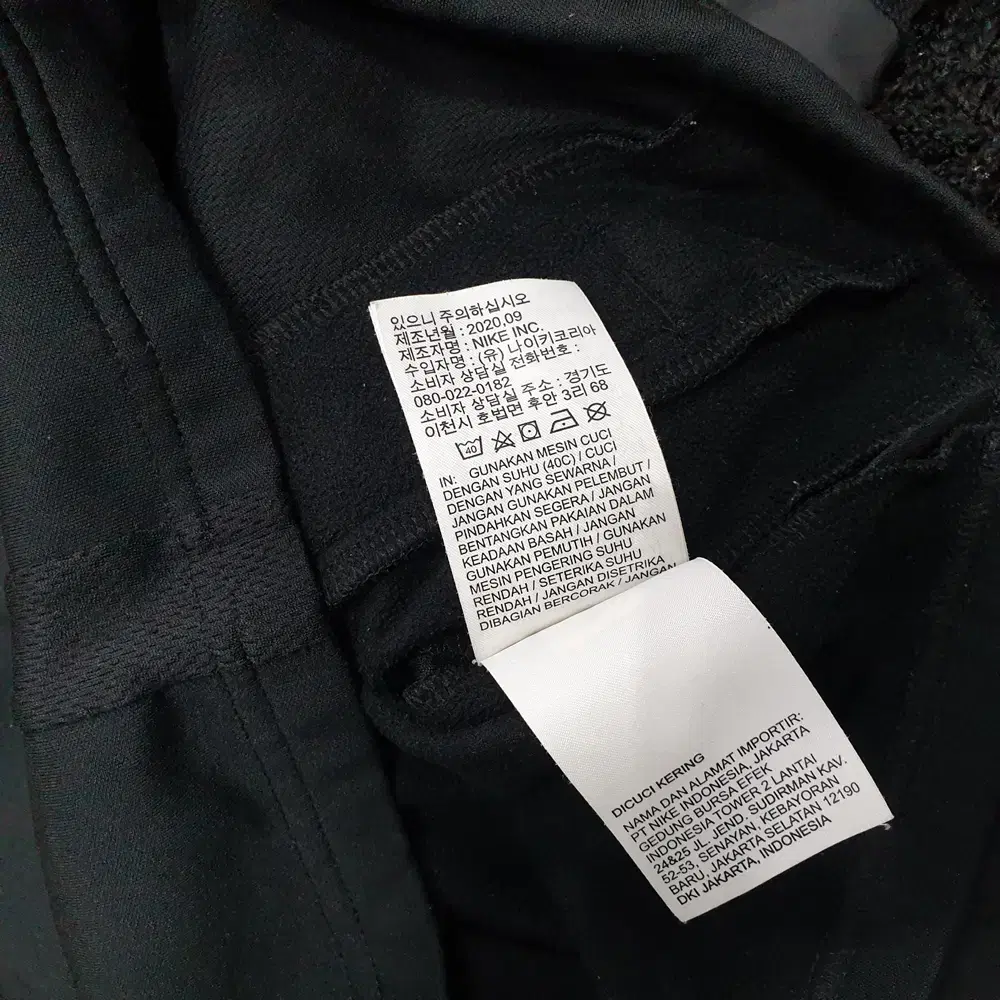 있으니 주의하십시오
제조년월 : 2020.09
제조자명 : NIKE INC.
수입자명 : (유) 나이키코리아
소비자 상담실 전화번호 :
080-022-0182
소비자 상담실 주소 : 경기도
이천시 호법면 후안 3리 68
40
IN: GUNAKAN MESIN CUCI
DENGAN SUHU (40C) / CUCI
DENGAN YANG SEWARNA /
JANGAN GUNAKAN PELEMBUT /
PINDAHKAN SEGERA / JANGAN
BENTANGKAN PAKAIAN DALAM
KEADAAN BASAH / JANGAN
GUNAKAN PEMUTIH / GUNAKAN
MESIN PENGERING SUHU
RENDAH / SETERIKA SUHU
RENDAH / JANGAN DISETRIKA
DIBAGIAN BERCORAK / JANGAN
DICUCI KERING
NAMA DAN ALAMAT IMPORTIR:
PT NIKE INDONESIA, JAKARTA
GEDUNG BURSA EFEK
INDONESIA TOWER 2 LANTAI
24&25 JL. JEND. SUDIRMAN KAV.
52-53, SENAYAN, KEBAYORAN
BARU, JAKARTA SELATAN 12190
DKI JAKARTA, INDONESIA